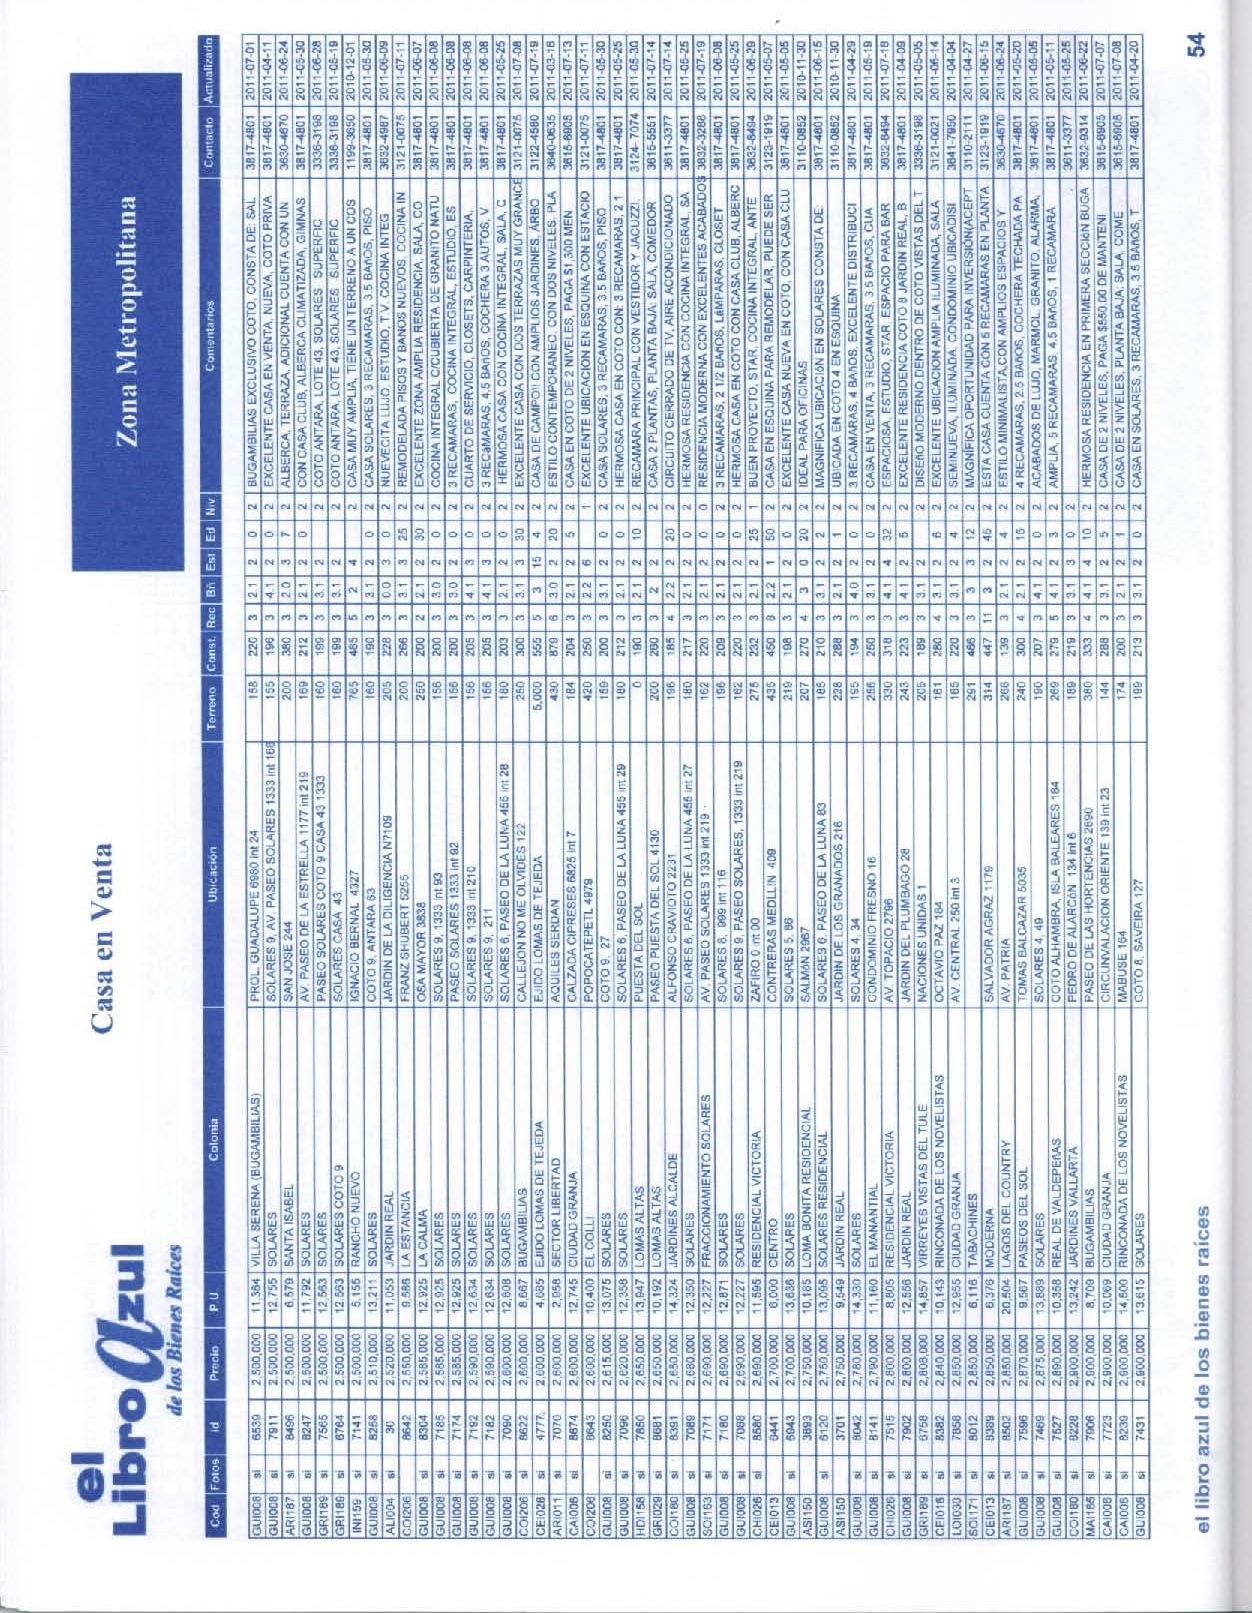 el
Libro azul
de los Bienes Raíces
Casa en Venta
Zona Metropolitana
Cod Fotos id Precio P.U. Colonia Ubicación Terreno Const. Rec Bñ Est Ed Niv Comentarios Contacto Actualizado
GUI008 si 6539 2,500,000 11,364 VILLA SERENA (BUGAMBILIAS) PROL. GUADALUPE 6980 int 24 158 220 3 2.1 2 0 2 BUGAMBILIAS EXCLUSIVO COTO, CONSTA DE: SAL 3817-4801 2011-07-01
GUI008 si 7911 2,500,000 12,755 SOLARES SOLARES 9, AV. PASEO SOLARES 1333 int 168 155 196 3 4.1 2 0 2 EXCELENTE CASA EN VENTA, NUEVA, COTO PRIVA 3817-4801 2011-04-11
ARI187 si 8496 2,500,000 6,579 SANTA ISABEL SAN JOSE 244 200 380 3 2.0 3 7 2 ALBERCA, TERRAZA, ADICIONAL CUENTA CON UN 3630-4670 2011-06-24
GUI008 si 8247 2,500,000 11,792 SOLARES AV. PASEO DE LA ESTRELLA 1177 int 219 169 212 3 2.1 2 0 2 CON CASA CLUB, ALBERCA CLIMATIZADA, GIMNAS 3817-4801 2011-05-30
GRI189 si 7565 2,500,000 12,563 SOLARES PASEO SOLARES COTO 9 CASA 43 1333 160 199 3 3.1 2 2 COTO ANTARA, LOTE 43, SOLARES SUPERFIC 3336-3198 2011-06-28
GRI189 si 6764 2,500,000 12,563 SOLARES COTO 9 SOLARES CASA 43 160 199 3 3.1 2 2 COTO ANTARA, LOTE 43, SOLARES SUPERFIC 3336-3198 2011-05-19
INI159 si 7141 2,500,000 5,155 RANCHO NUEVO IGNACIO BERNAL 4327 765 485 5 2 4 2 CASA MUY AMPLIA, TIENE UN TERRENO A UN COS 1199-3650 2010-12-01
GUI008 si 8258 2,510,000 13,211 SOLARES COTO 9, ANTARA 63 160 190 3 3.1 2 0 2 CASA SOLARES, 3 RECAMARAS, 3.5 BAñOS, PISO 3817-4801 2011-05-30
ALI004 si 30 2,520,000 11,053 JARDIN REAL JARDIN DE LA DILIGENCIA N?109 205 228 3 0.0 3 0 2 NUEVECITA LUJO ESTUDIO, T.V COCINA INTEG 3632-4987 2011-06-09
COI206 si 8642 2,550,000 9,586 LA ESTANCIA FRANZ SHUBERT 5255 200 266 3 3.1 3 25 2 REMODELADA PISOS Y BANOS NUEVOS, COCINA IN 3121-0075 2011-07-11
GUI008 si 8304 2,585,000 12,925 LA CALMA OSA MAYOR 3838 250 200 2 2.1 2 30 2 EXCELENTE ZONA AMPLIA RESIDENCIA, SALA, CO 3817-4801 2011-06-07
GUI008 si 7185 2,585,000 12,925 SOLARES SOLARES 9, 1333 int 93 156 200 3 3.0 2 0 2 COCINA INTEGRAL C/CUBIERTA DE GRANITO NATU 3817-4801 2011-06-08
GUI008 si 7174 2,585,000 12,925 SOLARES PASEO SOLARES 1333 int 92 156 200 3 3.0 2 0 2 3 RECAMARAS, COCINA INTEGRAL, ESTUDIO, ES 3817-4801 2011-06-08
GUI008 si 7192 2,590,000 12,634 SOLARES SOLARES 9, 1333 int 210 156 205 3 4.1 3 0 2 CUARTO DE SERVICIO, CLOSETS, CARPINTERIA, 3817-4801 2011-06-08
GUI008 si 7182 2,590,000 12,634 SOLARES SOLARES 9, 211 156 205 3 4.1 3 0 2 3 RECáMARAS, 4.5 BAñOS, COCHERA 3 AUTOS, V 3817-4801 2011-06-08
GUI008 si 7090 2,600,000 12,808 SOLARES SOLARES 6, PASEO DE LA LUNA 455 int 28 180 203 3 2.1 2 0 2 HERMOSA CASA CON COCINA INTEGRAL, SALA, C 3817-4801 2011-05-25
COI206 si 8622 2,600,000 8,667 BUGAMBILIAS CALLEJON NO ME OLVIDES 122 250 300 3 3.1 3 30 2 EXCELENTE CASA CON DOS TERRAZAS MUY GRANDE 3121-0075 2011-07-08
CEI028 si 4777 2,600,000 4,685 EJIDO LOMAS DE TEJEDA EJIDO LOMAS DE TEJEDA 5,000 555 5 3 15 4 2 CASA DE CAMPO!! CON AMPLIOS JARDINES, ARBO 3122-4580 2011-07-19
ARI011 si 7070 2,600,000 2,958 SECTOR LIBERTAD AQUILES SERDAN 430 879 6 3.0 2 20 2 ESTILO CONTEMPORANEC, CON DOS NIVELES, PLA 3640-0635 2011-03-16
CAI006 si 8674 2,600,000 12,745 CIUDAD GRANJA CALZADA CIPRESES 6825 int 7 184 204 3 2.1 2 5 2 CASA EN COTO DE 2 NIVELES, PAGA $1,300 MEN 3615-6905 2011-07-13
COI206 si 8643 2,600,000 10,400 EL COLLI POPOCATEPETL 4979 420 250 3 2.2 6 1 EXCELENTE UBICACION EN ESQUINA CON ESTACIO 3121-0075 2011-07-11
GUI008 si 8250 2,615,000 13,075 SOLARES COTO 9, 27 159 200 3 3.1 2 0 2 CASA SOLARES, 3 RECAMARAS, 3.5 BAñOS, PISO 3817-4801 2011-05-30
GUI008 si 7096 2,620,000 12,358 SOLARES SOLARES 6, PASEO DE LA LUNA 455 int 29 180 212 3 2.1 2 0 2 HERMOSA CASA EN COTO CON: 3 RECAMARAS, 2 1 3817-4801 2011-05-25
HDI158 si 7850 2,650,000 13,947 LOMAS ALTAS PUESTA DEL SOL 0 190 3 2.1 2 10 2 RECAMARA PRINCIPAL CON VESTIDOR Y JACUZZI, 3124-7074 2011-05-30
GRI029 si 8681 2,650,000 10,192 LOMAS ALTAS PASEO PUESTA DEL SOL 4130 200 260 3 2 2 2 CASA 2 PLANTAS, PLANTA BAJA: SALA, COMEDOR 3615-5551 2011-07-14
COI180 si 8391 2,650,000 14,324 JARDINES ALCALDE ALFONSO CRAVIOTO 2231 196 185 4 2.2 2 20 2 CIRCUITO CERRADO DE TV, AIRE ACONDICIONADO 3611-3377 2011-07-14
GUI008 si 7089 2,680,000 12,350 SOLARES SOLARES 6, PASEO DE LA LUNA 455 int 27 180 217 3 2.1 2 0 2 HERMOSA RESIDENCIA CON COCINA INTEGRAL, SA 3817-4801 2011-05-25
SOI163 si 7171 2,690,000 12,227 FRACCIONAMIENTO SOLARES AV. PASEO SOLARES 1333 int 219 162 220 3 2.1 2 0 0 RESIDENCIA MODERNA CON EXCELENTES ACABADOS 3832-3286 2011-07-19
GUI008 si 7180 2,690,000 12,871 SOLARES SOLARES 8, 999 int 116 196 209 3 2.1 2 0 2 3 RECAMARAS, 2 1/2 BAñOS, LáMPARAS, CLOSET 3817-4801 2011-06-08
GUI008 si 7088 2,690,000 12,227 SOLARES SOLARES 9, PASEO SOLARES, 1333 int 219 162 220 3 2.1 2 0 2 HERMOSA CASA EN COTO CON CASA CLUB, ALBERC 3817-4801 2011-05-25
CHI026 si 8580 2,690,000 11,595 RESIDENCIAL VICTORIA ZAFIRO 0 int 00 275 232 3 2.1 2 25 1 BUEN PROYECTO, STAR, COCINA INTEGRAL, ANTE 3632-8494 2011-06-29
CEI013 si 6441 2,700,000 6,000 CENTRO CONTRERAS MEDLLIN 409 435 450 8 2.2 1 50 2 CASA EN ESQUINA PARA REMODELAR, PUEDE SER 3123-1919 2011-05-07
GUI008 si 6943 2,700,000 13,636 SOLARES SOLARES 5, 86 219 198 3 2.1 2 0 2 EXCELENTE CASA NUEVA EN COTO, CON CASA CLU 3817-4801 2011-05-05
ASI150 si 3893 2,750,000 10,185 LOMA BONITA RESIDENCIAL SALMóN 2967 207 270 4 3 0 20 2 IDEAL PARA OFICINAS 3110-0852 2010-11-30
GUI008 si 6120 2,750,000 13,095 SOLARES RESIDENCIAL SOLARES 6, PASEO DE LA LUNA 83 185 210 3 3.1 2 2 2 MAGNIFICA UBICACIóN EN SOLARES CONSTA DE: 3817-4801 2011-06-15
ASI150 si 3701 2,750,000 9,549 JARDIN REAL JARDIN DE LOS GRANADOS 216 228 288 3 2.1 2 1 2 UBICADA EN COTO 4 EN ESQUINA 3110-0852 2010-11-30
GUI008 si 8042 2,780,000 14,330 SOLARES SOLARES 4, 34 195 194 3 4.0 2 0 2 3 RECAMARAS, 4 BAñOS, EXCELENTE DISTRIBUCI 3817-4801 2011-04-29
GUI008 si 8141 2,790,000 11,160 EL MANANTIAL CONDOMINIO FRESNO 16 256 250 3 3.1 2 0 2 CASA EN VENTA, 3 RECAMARAS, 3.5 BAñOS, CUA 3817-4801 2011-05-19
CHI026 si 7515 2,800,000 8,805 RESIDENCIAL VICTORIA AV. TOPACIO 2796 330 318 3 4.1 4 32 2 ESPACIOSA, ESTUDIO, STAR, ESPACIO PARA BAR 3632-8494 2011-07-18
GUI008 si 7902 2,800,000 12,556 JARDIN REAL JARDIN DEL PLUMBAGO 28 243 223 3 4.1 2 5 2 EXCELENTE RESIDENCIA COTO 8 JARDIN REAL, B 3817-4801 2011-04-09
GRI189 si 6758 2,808,000 14,857 VIRREYES VISTAS DEL TULE NACIONES UNIDAS 1 205 189 3 3.1 2 2 DISEñO MODERNO DENTRO DE COTO VISTAS DEL T 3336-3198 2011-05-05
CEI015 si 8382 2,840,000 10,143 RINCONADA DE LOS NOVELISTAS OCTAVIO PAZ 184 161 280 4 3.1 2 6 2 EXCELENTE UBICACION AMPLIA ILUMINADA, SALA 3121-0021 2011-06-14
LOI030 si 7858 2,850,000 12,955 CIUDAD GRANJA AV. CENTRAL 250 int 3 165 220 3 3.1 2 4 2 SEMINUEVA, ILUMINADA, CONDOMINIO UBICADISI 3641-7950 2011-04-04
SOI171 si 8012 2,850,000 6,116 TABACHINES 291 466 3 3 3 12 2 MAGNíFICA OPORTUNIDAD PARA INVERSIóN!ACEPT 3110-2111 2011-04-27
CEI013 si 8389 2,850,000 6,376 MODERNA SALVADOR AGRAZ 1179 314 447 11 3 2 45 2 ESTA CASA CUENTA CON 5 RECAMARAS EN PLANTA 3123-1919 2011-06-15
ARI187 si 8502 2,860,000 20,504 LAGOS DEL COUNTRY AV. PATRIA 268 139 3 2.1 2 4 2 ESTILO MINIMALISTA,CON AMPLIOS ESPACIOS Y 3630-4670 2011-06-24
GUI008 si 7596 2,870,000 9,567 PASEOS DEL SOL TOMAS BALCAZAR 5035 240 300 4 2.1 2 15 2 4 RECAMARAS, 2.5 BAñOS, COCHERA TECHADA PA 3817-4801 2011-05-20
GUI008 si 7469 2,875,000 13,889 SOLARES SOLARES 4, 49 190 207 3 4.1 2 0 2 ACABADOS DE LUJO, MARMOL, GRANITO, ALARMA, 3817-4801 2011-05-05
GUI008 si 7527 2,890,000 10,358 REAL DE VALDEPEñAS COTO ALHAMBRA, ISLA BALEARES 184 269 279 5 4.1 2 3 2 AMPLIA, 5 RECAMARAS, 4.5 BAñOS, 1 RECAMARA 3817-4801 2011-05-11
COI180 si 8228 2,900,000 13,242 JARDINES VALLARTA PEDRO DE ALARCON 134 int 6 189 219 3 3.1 3 0 2 3611-3377 2011-05-26
MAI165 si 7906 2,900,000 8,709 BUGAMBILIAS PASEO DE LAS HORTENCIAS 2690 380 333 4 4.1 4 10 2 HERMOSA RESIDENCIA EN PRIMERA SECCION BUGA 3632-9314 2011-06-22
CAI006 si 7723 2,900,000 10,069 CIUDAD GRANJA CIRCUNVALACION ORIENTE 139 int 23 144 288 3 3.1 2 5 2 CASA DE 2 NIVELES, PAGA $550.00 DE MANTENI 3615-6905 2011-07-07
CAI006 si 8239 2,900,000 14,500 RINCONADA DE LOS NOVELISTAS MABUSE 164 174 200 3 2.1 2 1 2 CASA DE 2 NIVELES, PLANTA BAJA, SALA, COME 3615-6905 2011-07-08
GUI008 si 7431 2,900,000 13,615 SOLARES COTO 8, SAVEIRA 127 199 213 3 3.1 2 0 2 CASA EN SOLARES, 3 RECAMARAS, 3.5 BAñOS, T 3817-4801 2011-04-20
el libro azul de los bienes raíces
54